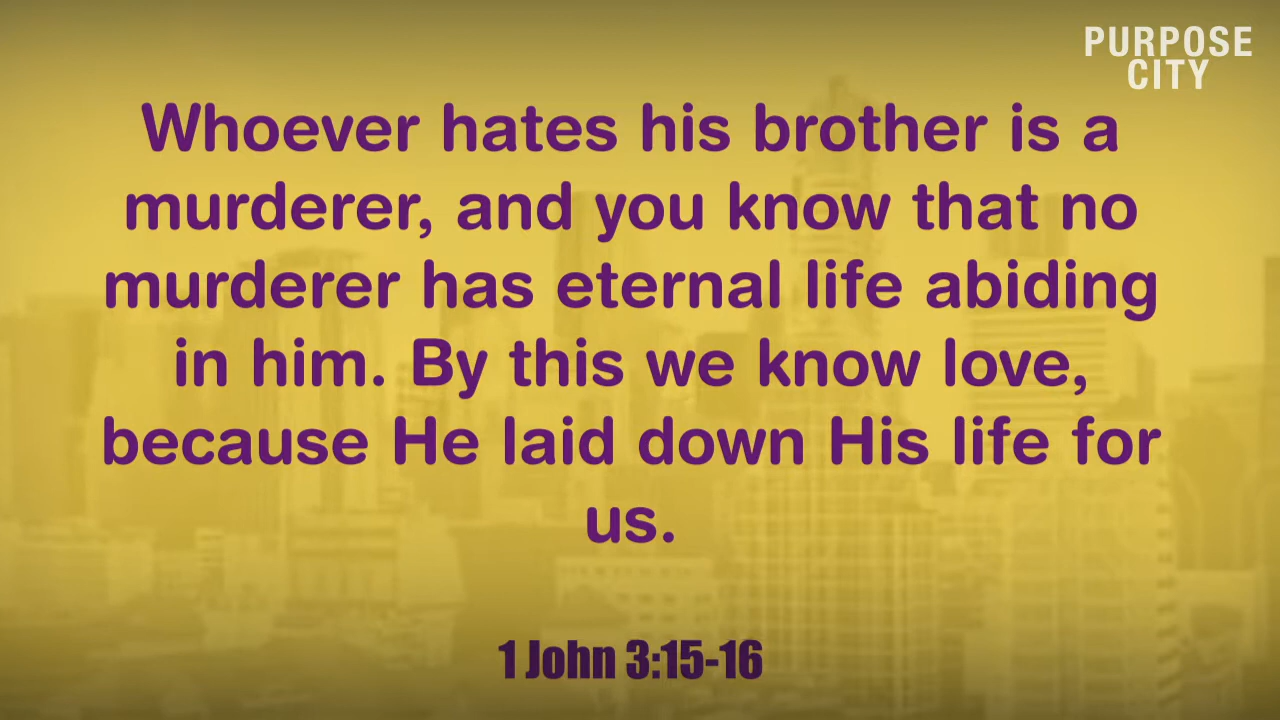 PURPOSE
CITY
Whoever hates his brother is a
murderer, and you know that no
murderer has eternal life abiding
in him. By this we know love,
because He laid down His life for
us.
1 John 3:15-16